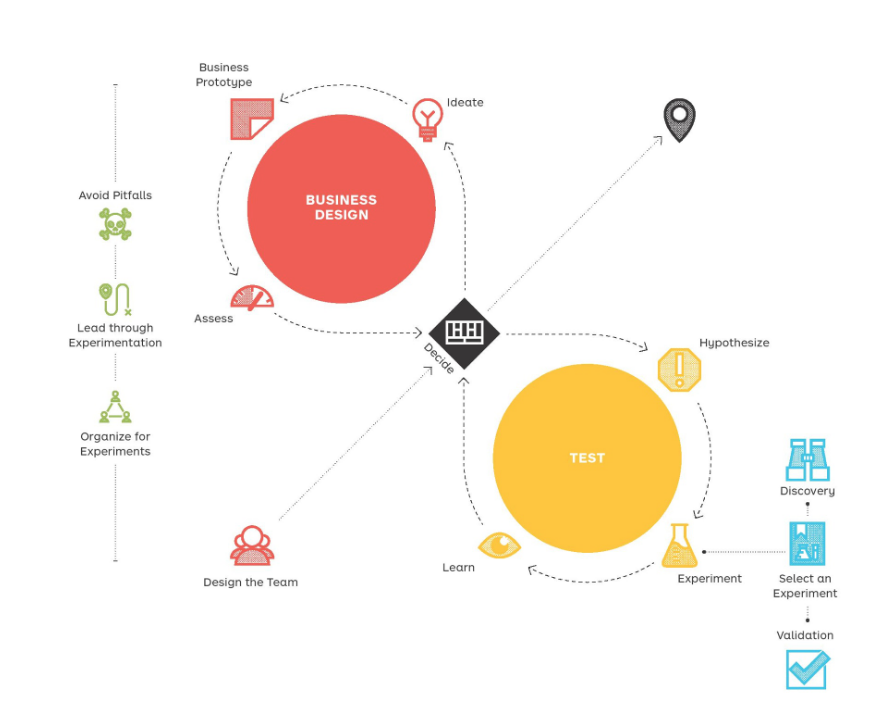 Business
Prototype
Ideate
BUSINESS
DESIGN
Avoid Pitfalls
Assess
Lead through
Experimentation
Decide
Hypothesize
Organize for
Experiments
TEST
Discovery
Learn
Experiment
Select an
Experiment
Design the Team
Validation